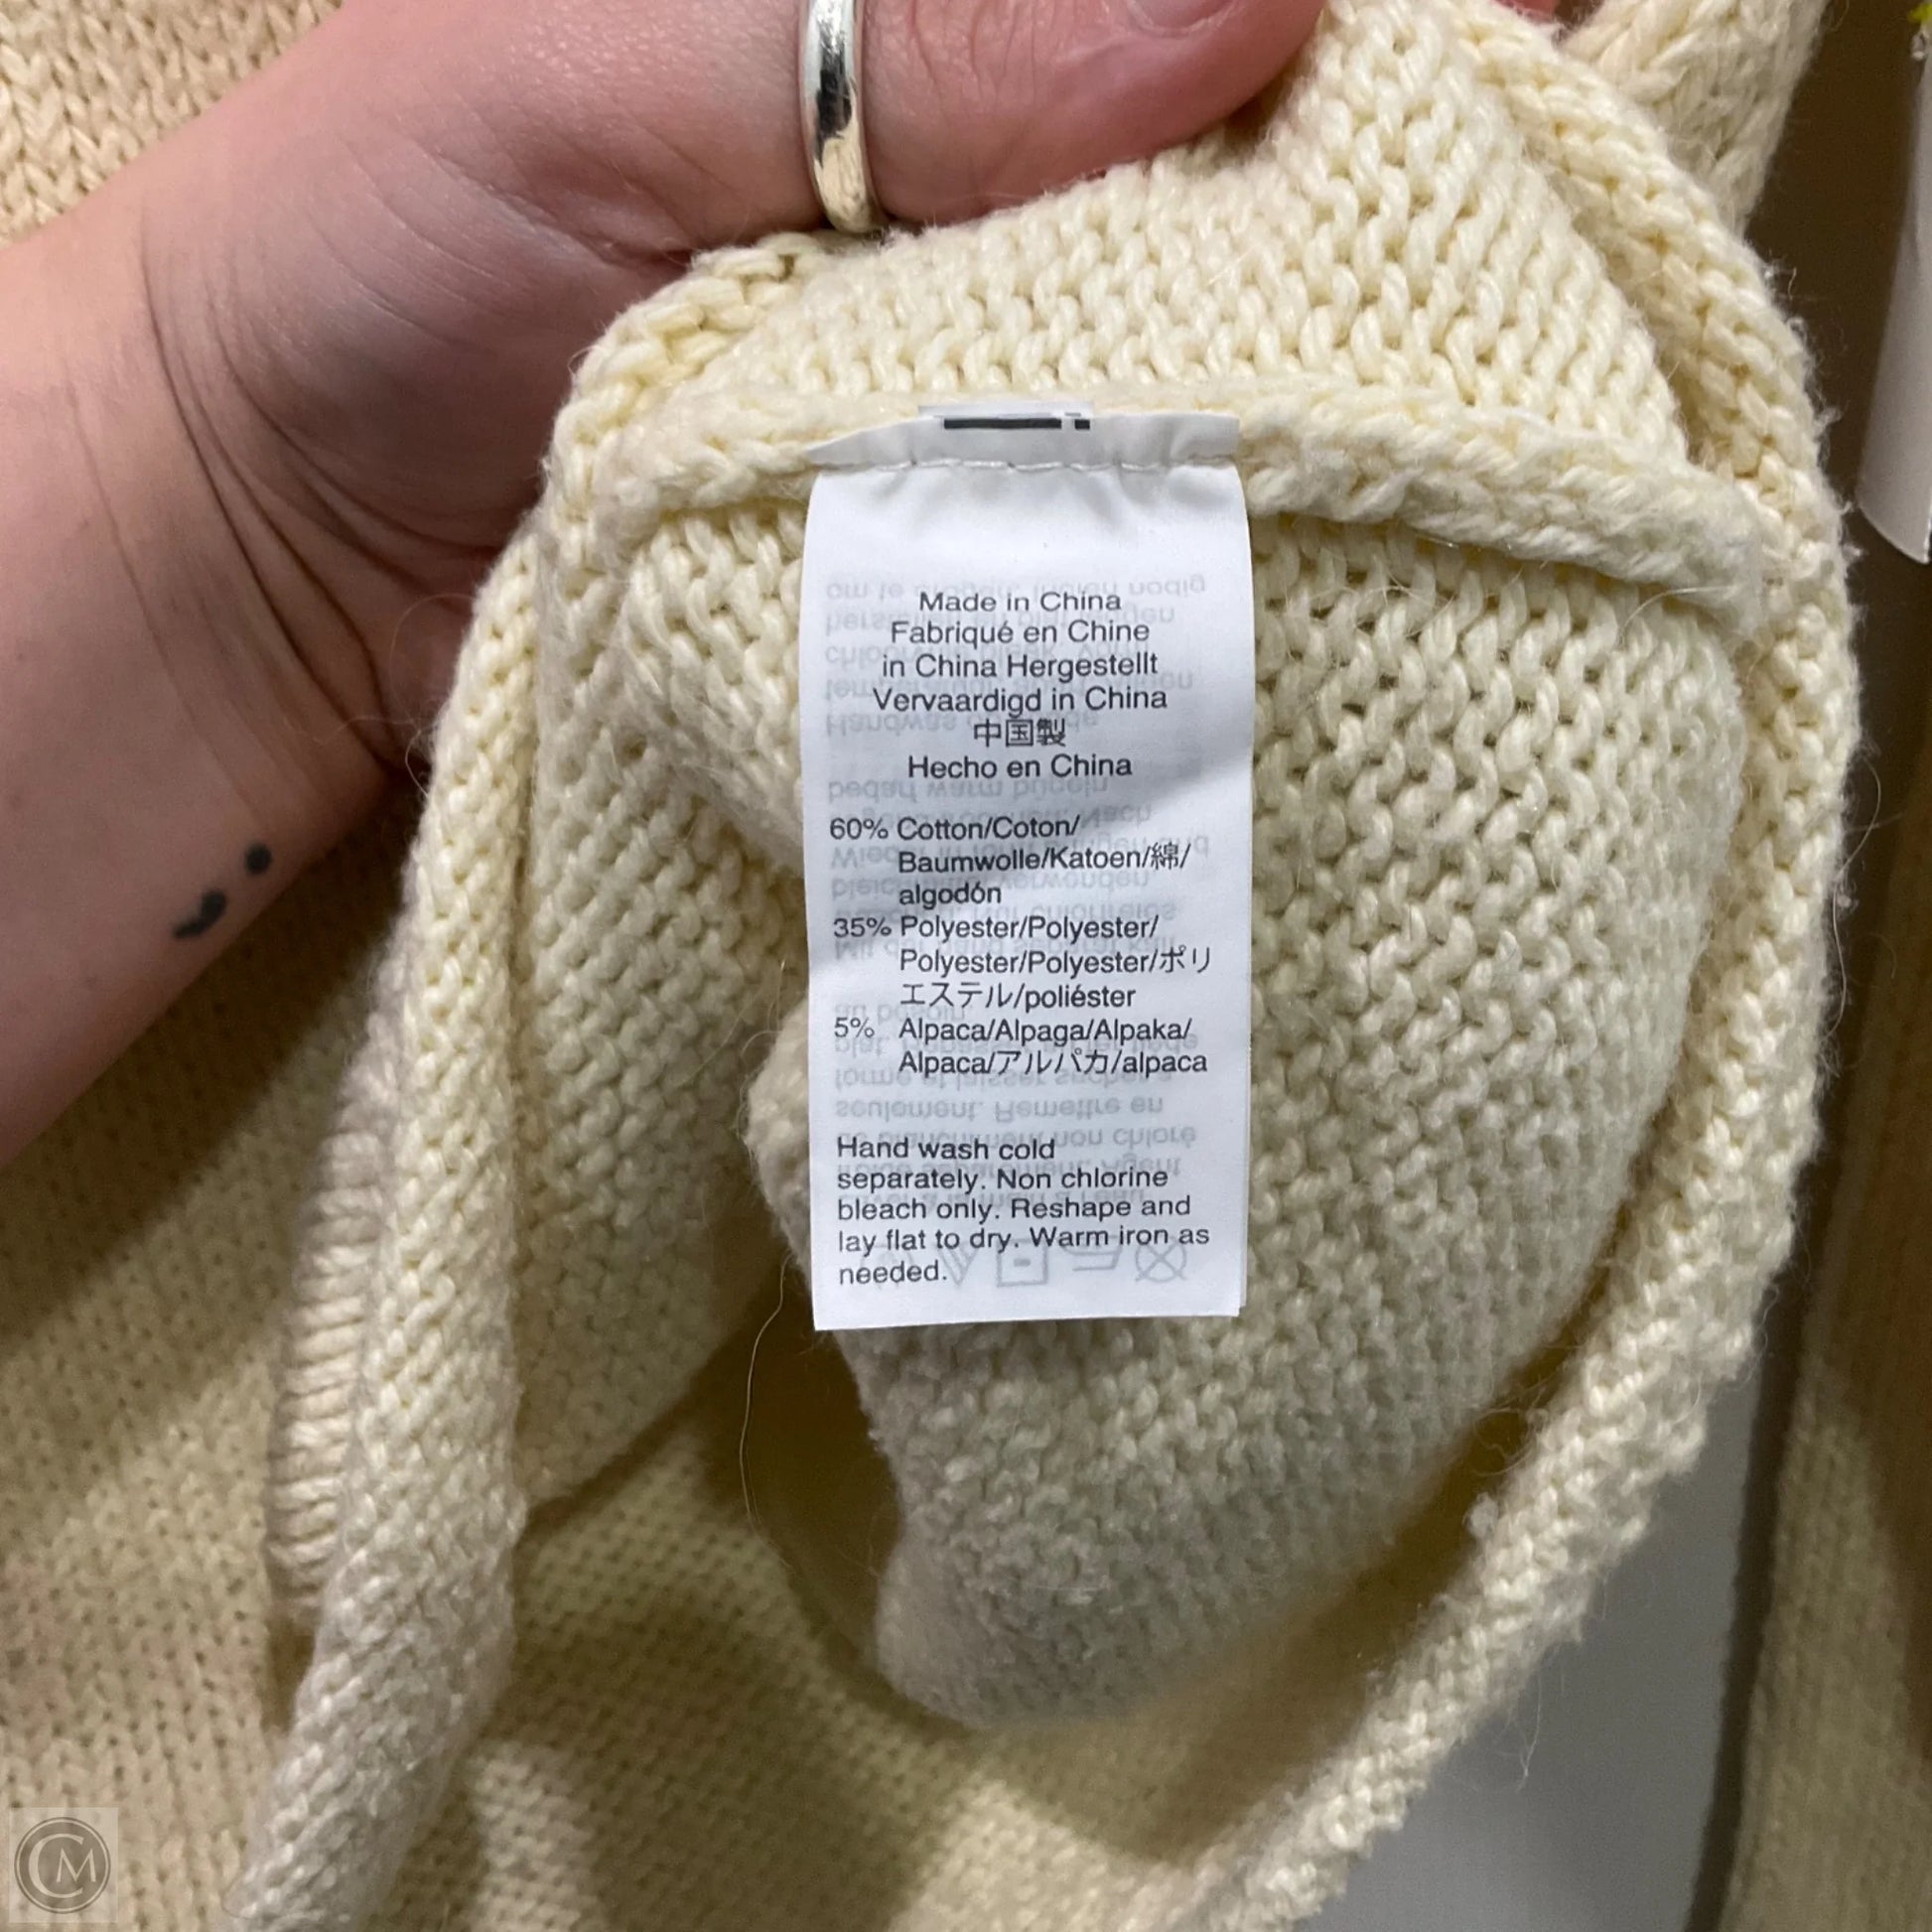 Made in China
Fabriqué en Chine
in China Hergestellt
Vervaardigd in China
中国製
Hecho en China
60% Cotton/Coton/
Baumwolle/Katoen/綿/
algodón
35% Polyester/Polyester/
Polyester/Polyester/ポリ
エステル/poliéster
5% Alpaca/Alpaga/Alpaka/
Alpaca/アルパカ/alpaca
Hand wash cold
separately. Non chlorine
bleach only. Reshape and
lay flat to dry. Warm iron as
needed.
CM